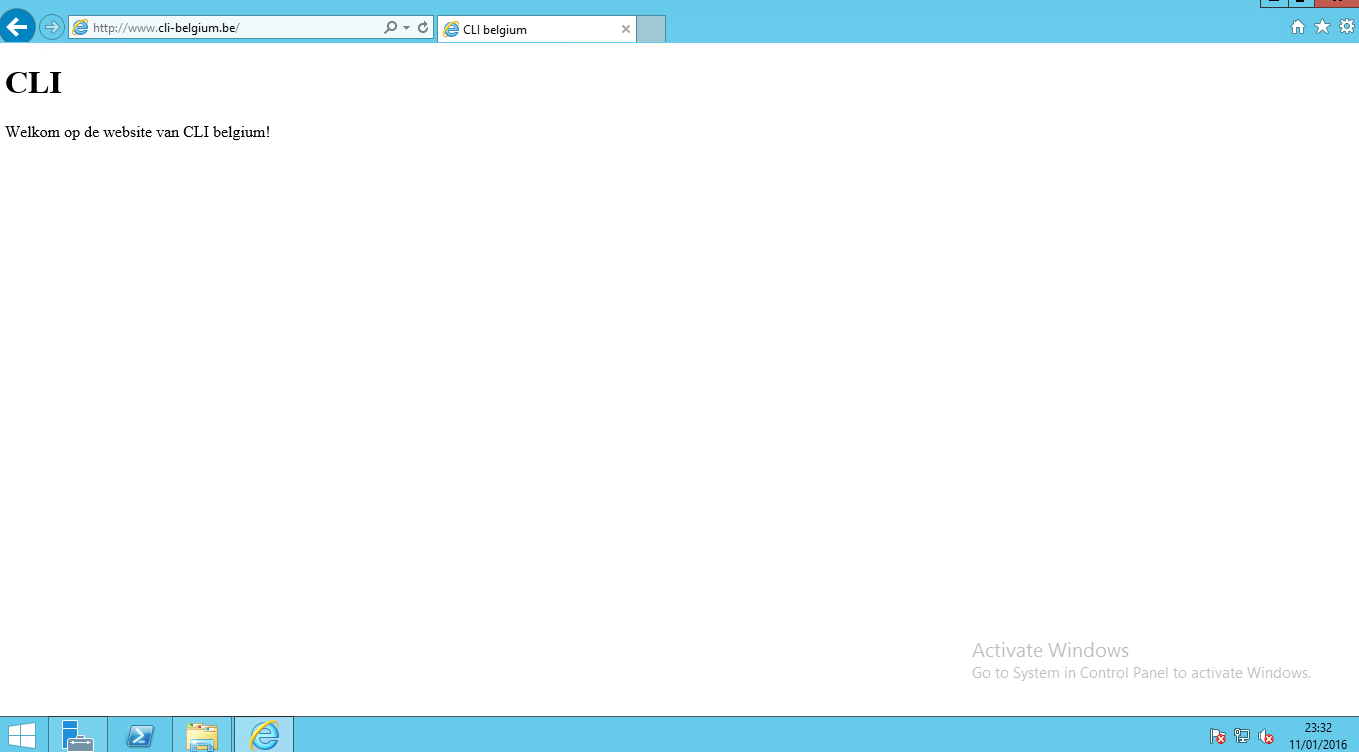 http://www.cli-belgium.be/
CLI belgium
CLI
Welkom op de website van CLI belgium!
Activate Windows
Go to System in Control Panel to activate Windows.
23:32
11/01/2016